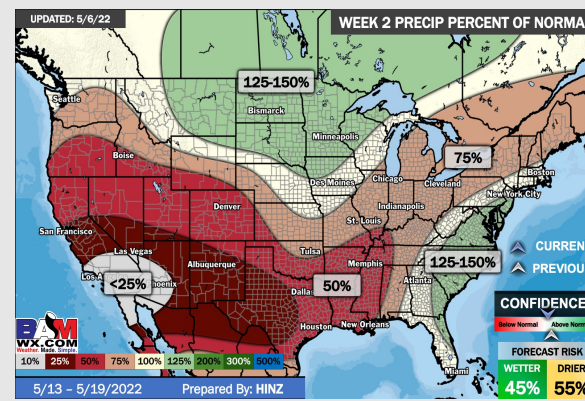 UPDATED: 5/6/22
WEEK 2 PRECIP PERCENT OF NORMA
125-150%
Seattle
Bismarck
Minneapolis
75%
Boise
Boston
Des Moines
Chicago
Cleveland
New York City
Denver
Indianapolis
St. Louis
San Francisco
Tulsa
Las Vegas
Memphis
125-150%
CURREN
Albuquerque
PREVIOU
Los A
<25%
hoenix
Atlanta
Dalla
50%
CONFIDENCE
Houston
New Orleans
Below Normal
Above Norm
BAM
WX.COM
Weather. Made. Simple.
FORECAST RISK
10% 25% 50% 75% 100% 125% 200% 300% 500%
Miami
WETTER
DRIER
5/13 – 5/19/2022
Prepared By: HINZ
45%
55%